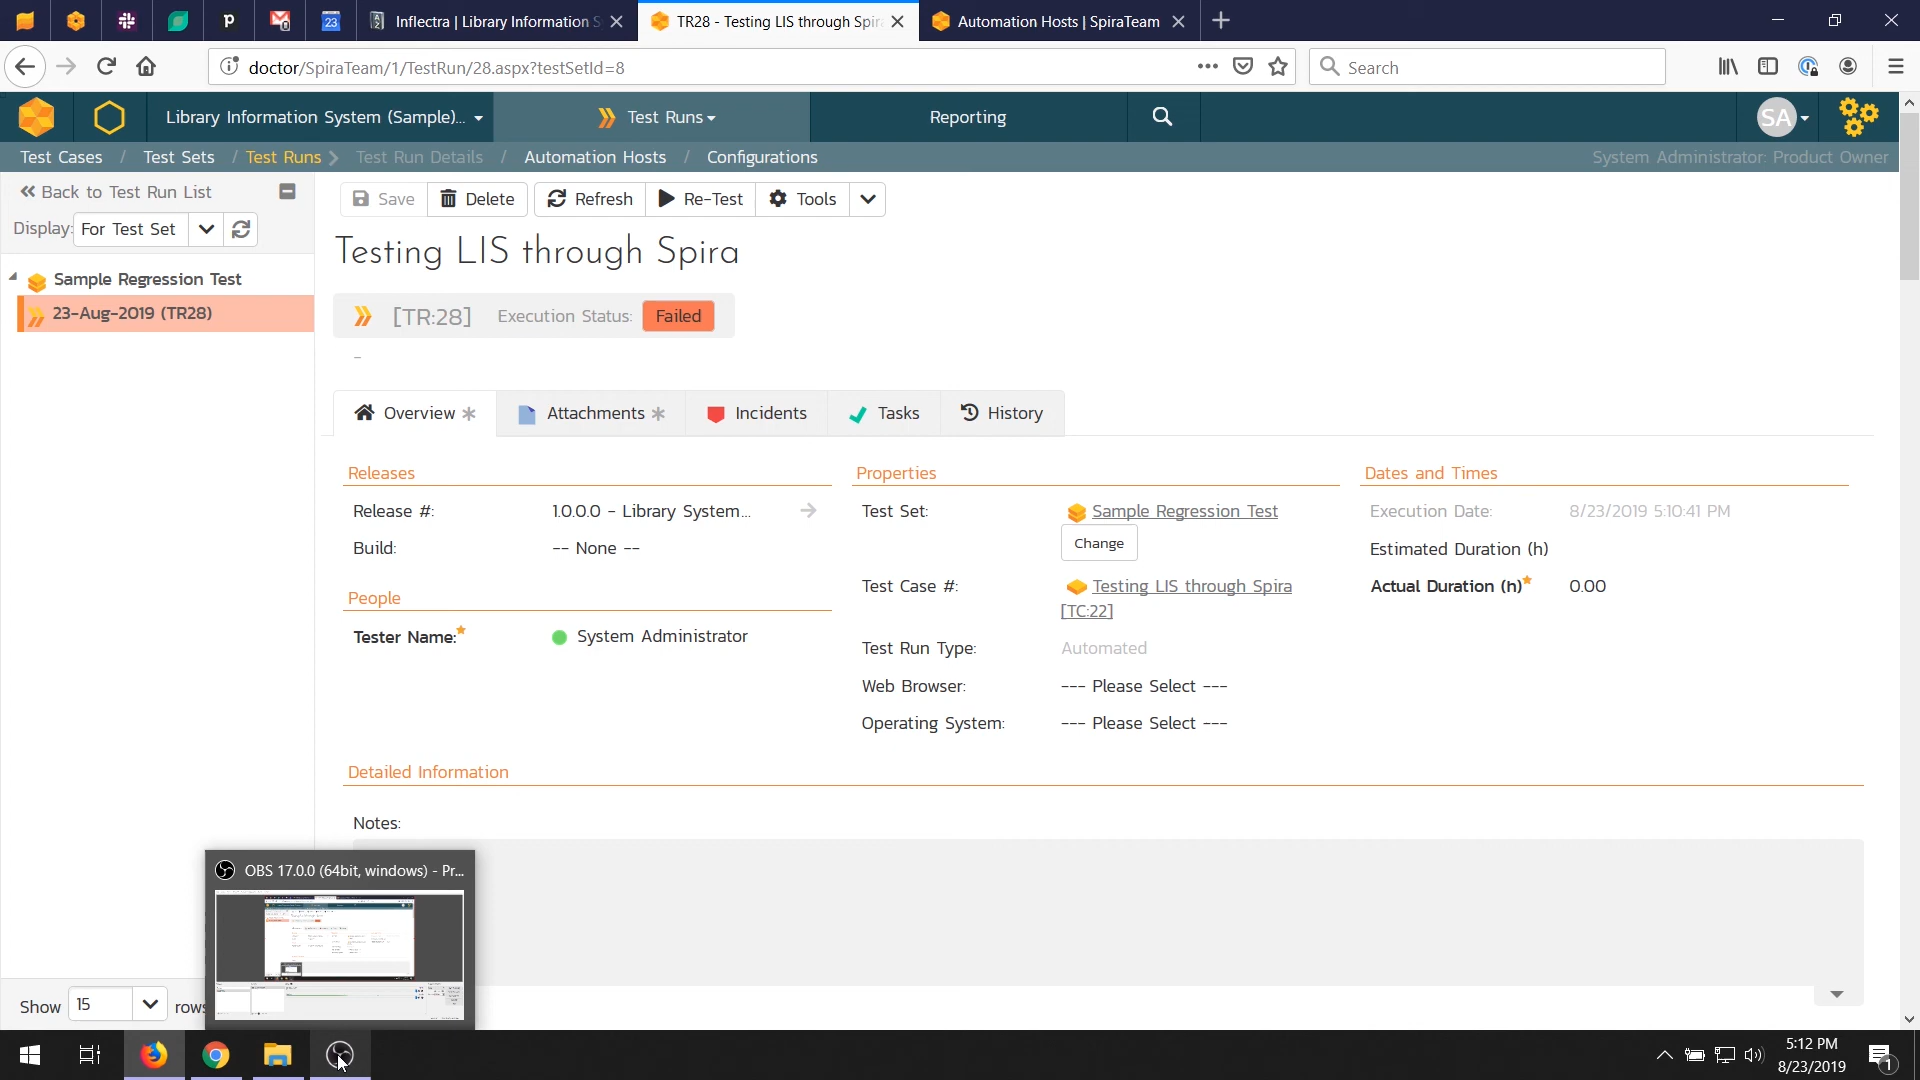 Inflectra | Library Information S
TR28 - Testing LIS through Spira
Automation Hosts | SpiraTeam
doctor/SpiraTeam/1/TestRun/28.aspx?testSetId=8
Search
Library Information System (Sample)...
Test Runs
Reporting
SA
Test Cases / Test Sets / Test Runs Test Run Details / Automation Hosts / Configurations
System Administrator: Product Owner
Back to Test Run List
Save
Delete
Refresh
Re-Test
Tools
Display: For Test Set
Testing LIS through Spira
Sample Regression Test
23-Aug-2019 (TR28)
[TR:28] Execution Status: Failed
-
Overview *
Attachments *
Incidents
Tasks
History
Releases
Release #: 1.0.0.0 - Library System...
Build: -- None --
People
Tester Name:* System Administrator
Properties
Test Set: Sample Regression Test
Change
Test Case #: Testing LIS through Spira
[TC:22]
Test Run Type: Automated
Web Browser: --- Please Select ---
Operating System: --- Please Select ---
Dates and Times
Execution Date: 8/23/2019 5:10:41 PM
Estimated Duration (h)
Actual Duration (h)* 0.00
Detailed Information
Notes:
OBS 17.0.0 (64bit, windows) - Pr...
Show 15 rows
5:12 PM
8/23/2019
1
23